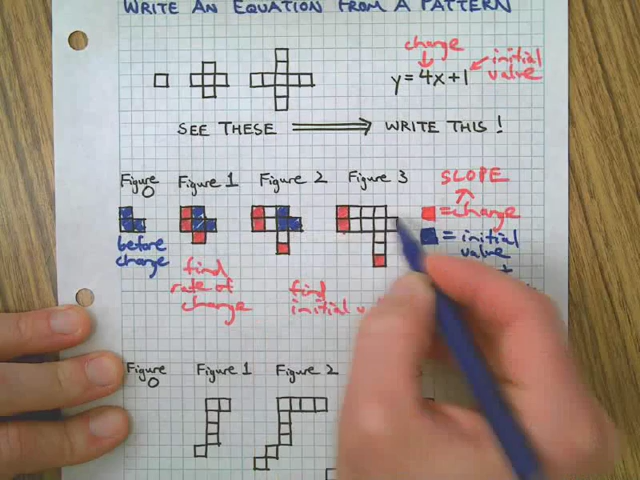 WRITE AN EQUATION FROM A PATTERN
change
y=4x+1
initial
value
SEE THESE ⟹ WRITE THIS!
Figure 0
Figure 1
Figure 2
Figure 3
SLOPE
=change
= initial
value
before
change
find
rate of
change
find
initial
Figure 0
Figure 1
Figure 2